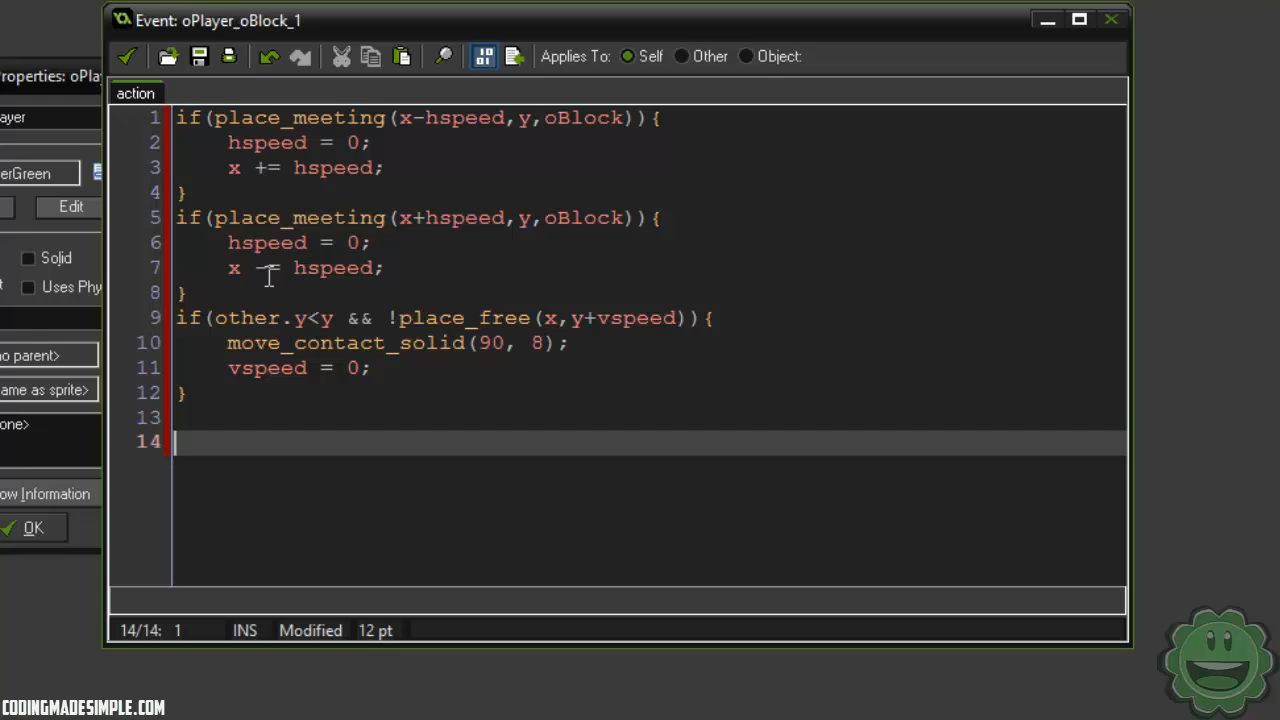 Event: oPlayer_oBlock_1
Properties: oPla
Applies To: Self Other Object:
action
ayer
erGreen
Edit
Solid
Uses Phy
no parent>
ame as sprite>
one>
ow Information
OK
1 if(place_meeting(x-hspeed,y,oBlock)){
2 hspeed = 0;
3 x += hspeed;
4 }
5 if(place_meeting(x+hspeed,y,oBlock)){
6 hspeed = 0;
7 x -= hspeed;
8 }
9 if(other.y<y && !place_free(x,y+vspeed)){
10 move_contact_solid(90, 8);
11 vspeed = 0;
12 }
13
14
14/14: 1 INS Modified 12 pt
CODINGMADESIMPLE.COM